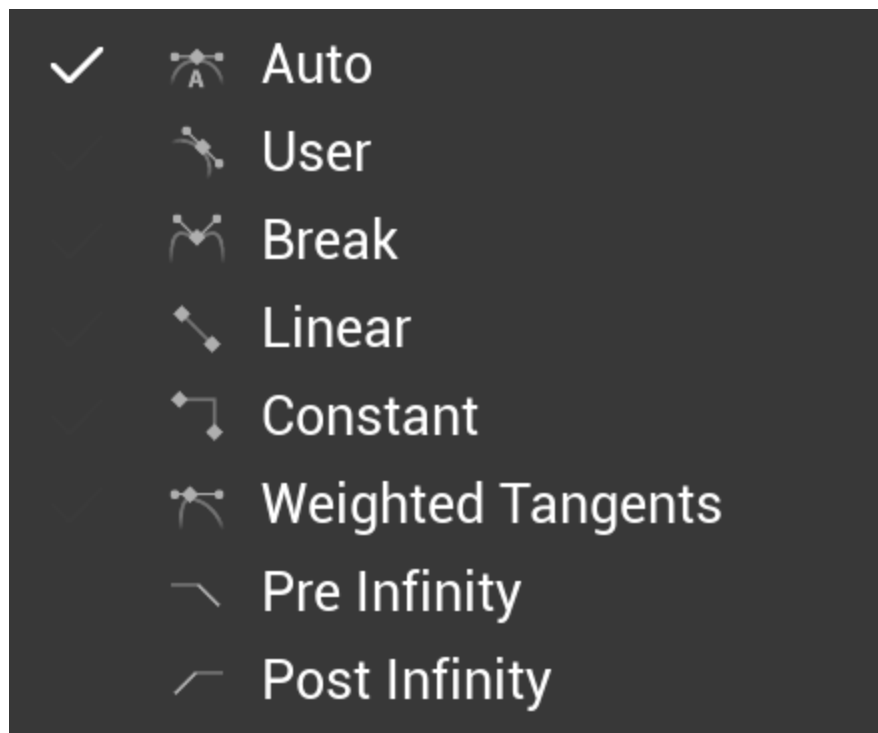 Auto
User
Break
Linear
Constant
Weighted Tangents
Pre Infinity
Post Infinity